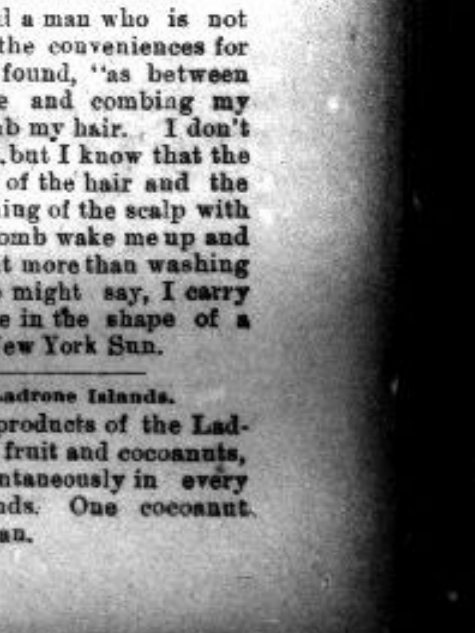 d a man who is not
the conveniences for
found, "as between
e and combing my
b my hair. I don't
but I know that the
of the hair and the
ing of the scalp with
omb wake me up and
t more than washing
might say, I carry
e in the shape of a
ew York Sun.
adrone Islands.
products of the Lad-
fruit and cocoanuts,
ntaneously in every
nds. One cocoanut
an.